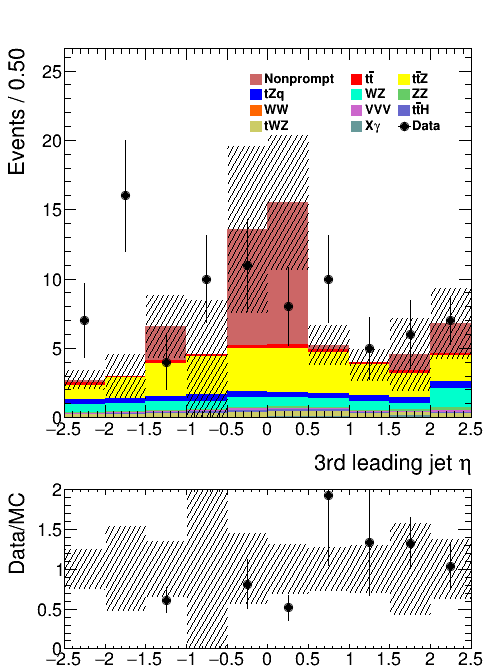 Events / 0.50
25
20
15
10
5
0
Nonprompt tt̄ tt̄Z
tZq WZ ZZ
WW VVV tt̄H
tWZ Xγ Data
−2.5 −2 −1.5 −1 −0.5 0 0.5 1 1.5 2 2.5
3rd leading jet η
Data/MC
2
1.5
1
0.5
0
−2.5 −2 −1.5 −1 −0.5 0 0.5 1 1.5 2 2.5